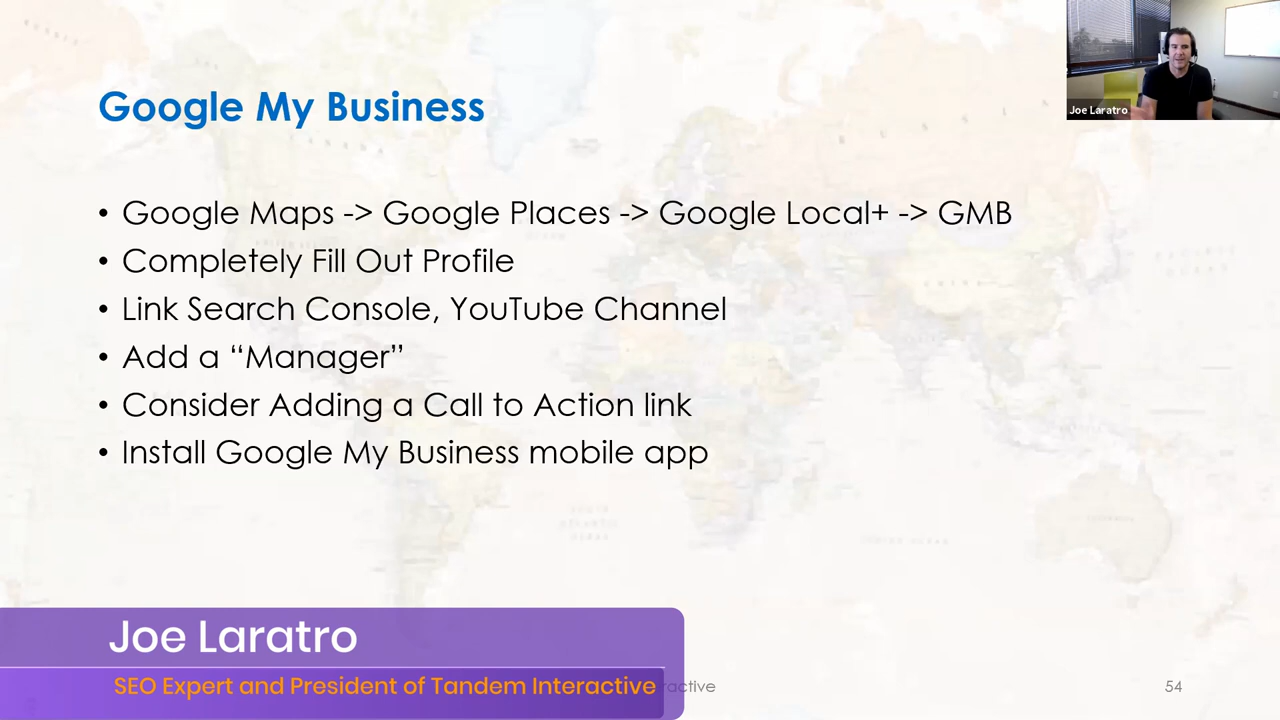 Google My Business
Joe Laratro
• Google Maps -> Google Places -> Google Local+ -> GMB
• Completely Fill Out Profile
• Link Search Console, YouTube Channel
• Add a “Manager”
• Consider Adding a Call to Action link
• Install Google My Business mobile app
Joe Laratro
SEO Expert and President of Tandem Interactive
ractive
54